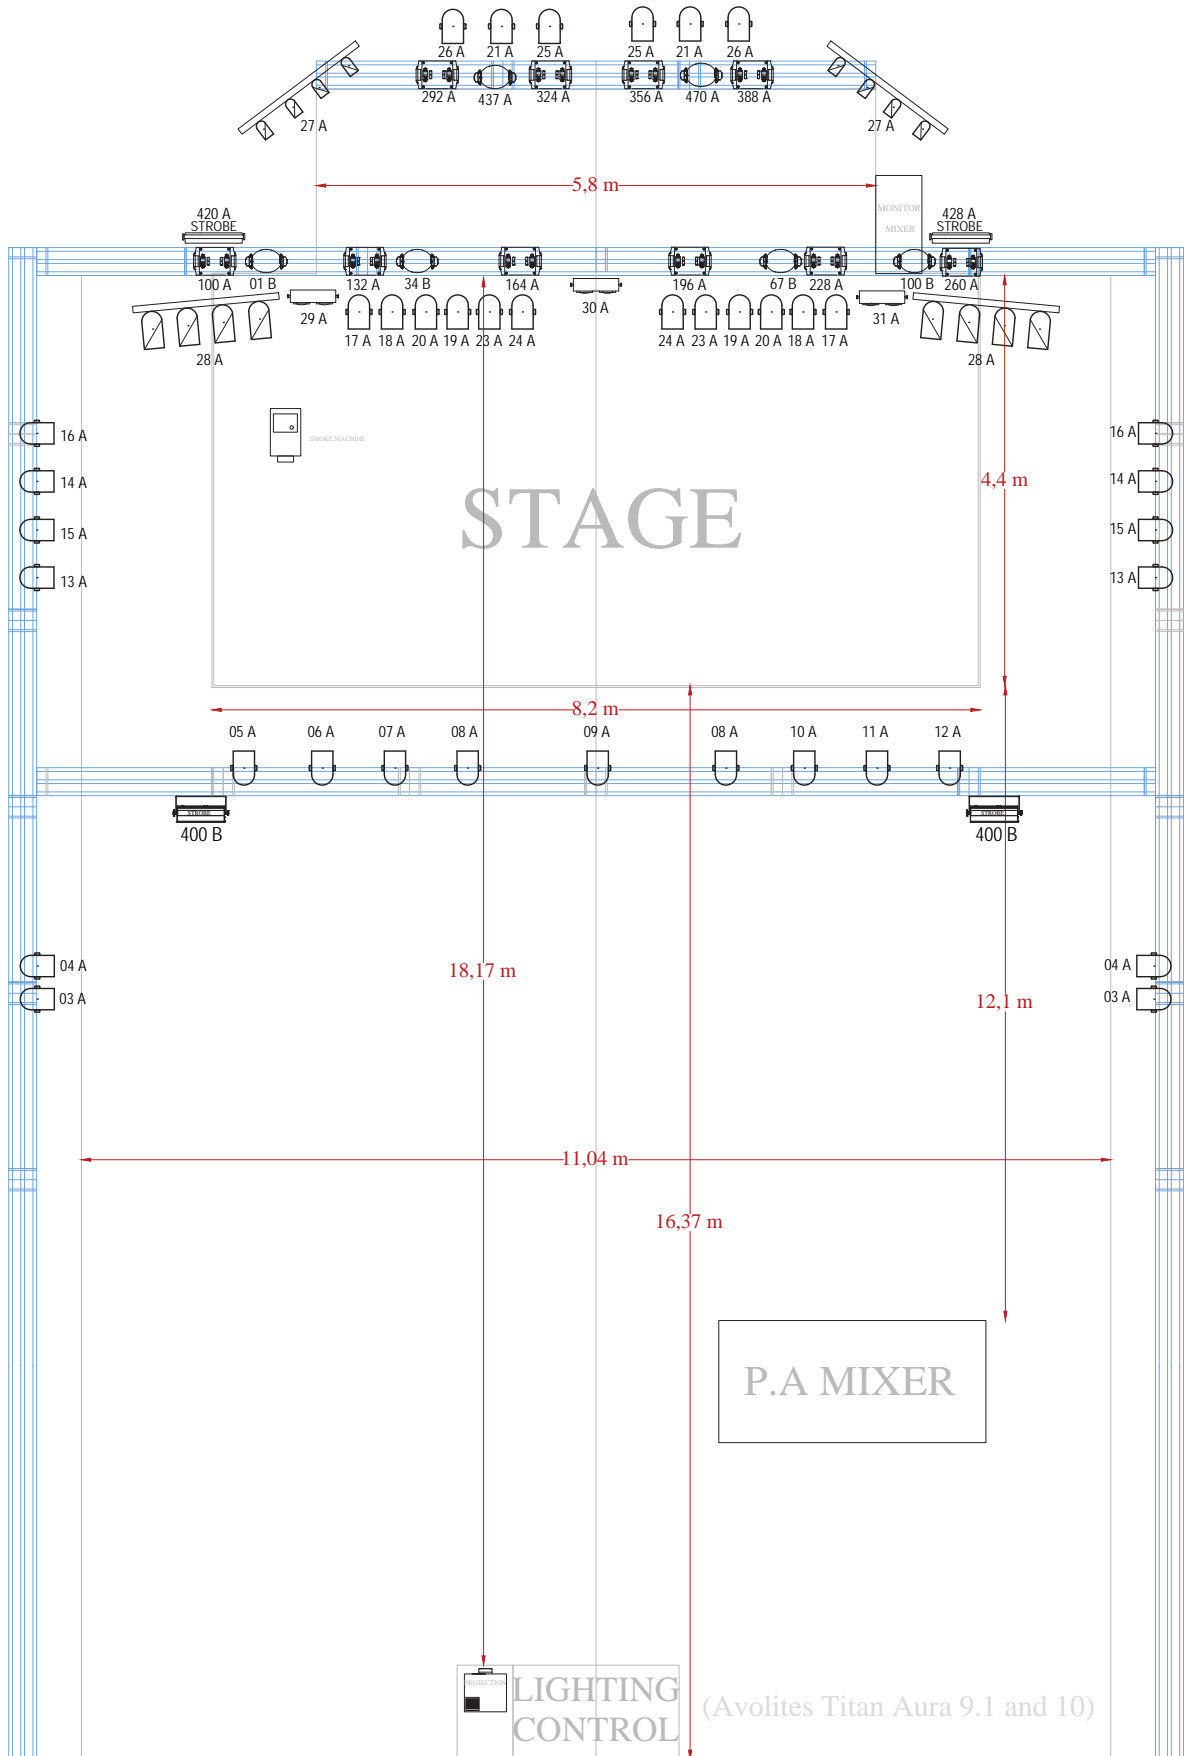 26 A 21 A 25 A 25 A 21 A 26 A
292 A 437 A 324 A 356 A 470 A 388 A
27 A 27 A
5,8 m
MONITOR
MIXER
420 A
STROBE
428 A
STROBE
100 A 01 B 132 A 34 B 164 A 196 A 67 B 228 A 100 B 260 A
29 A 30 A 31 A
17 A 18 A 20 A 19 A 23 A 24 A 24 A 23 A 19 A 20 A 18 A 17 A
28 A 28 A
SMOKE MACHINE
16 A 16 A
14 A 14 A
4,4 m
STAGE
15 A 15 A
13 A 13 A
8,2 m
05 A 06 A 07 A 08 A 09 A 08 A 10 A 11 A 12 A
STROBE STROBE
400 B 400 B
04 A 04 A
03 A 03 A
18,17 m
12,1 m
11,04 m
16,37 m
P.A MIXER
PROJECTION
LIGHTING
CONTROL
(Avolites Titan Aura 9.1 and 10)